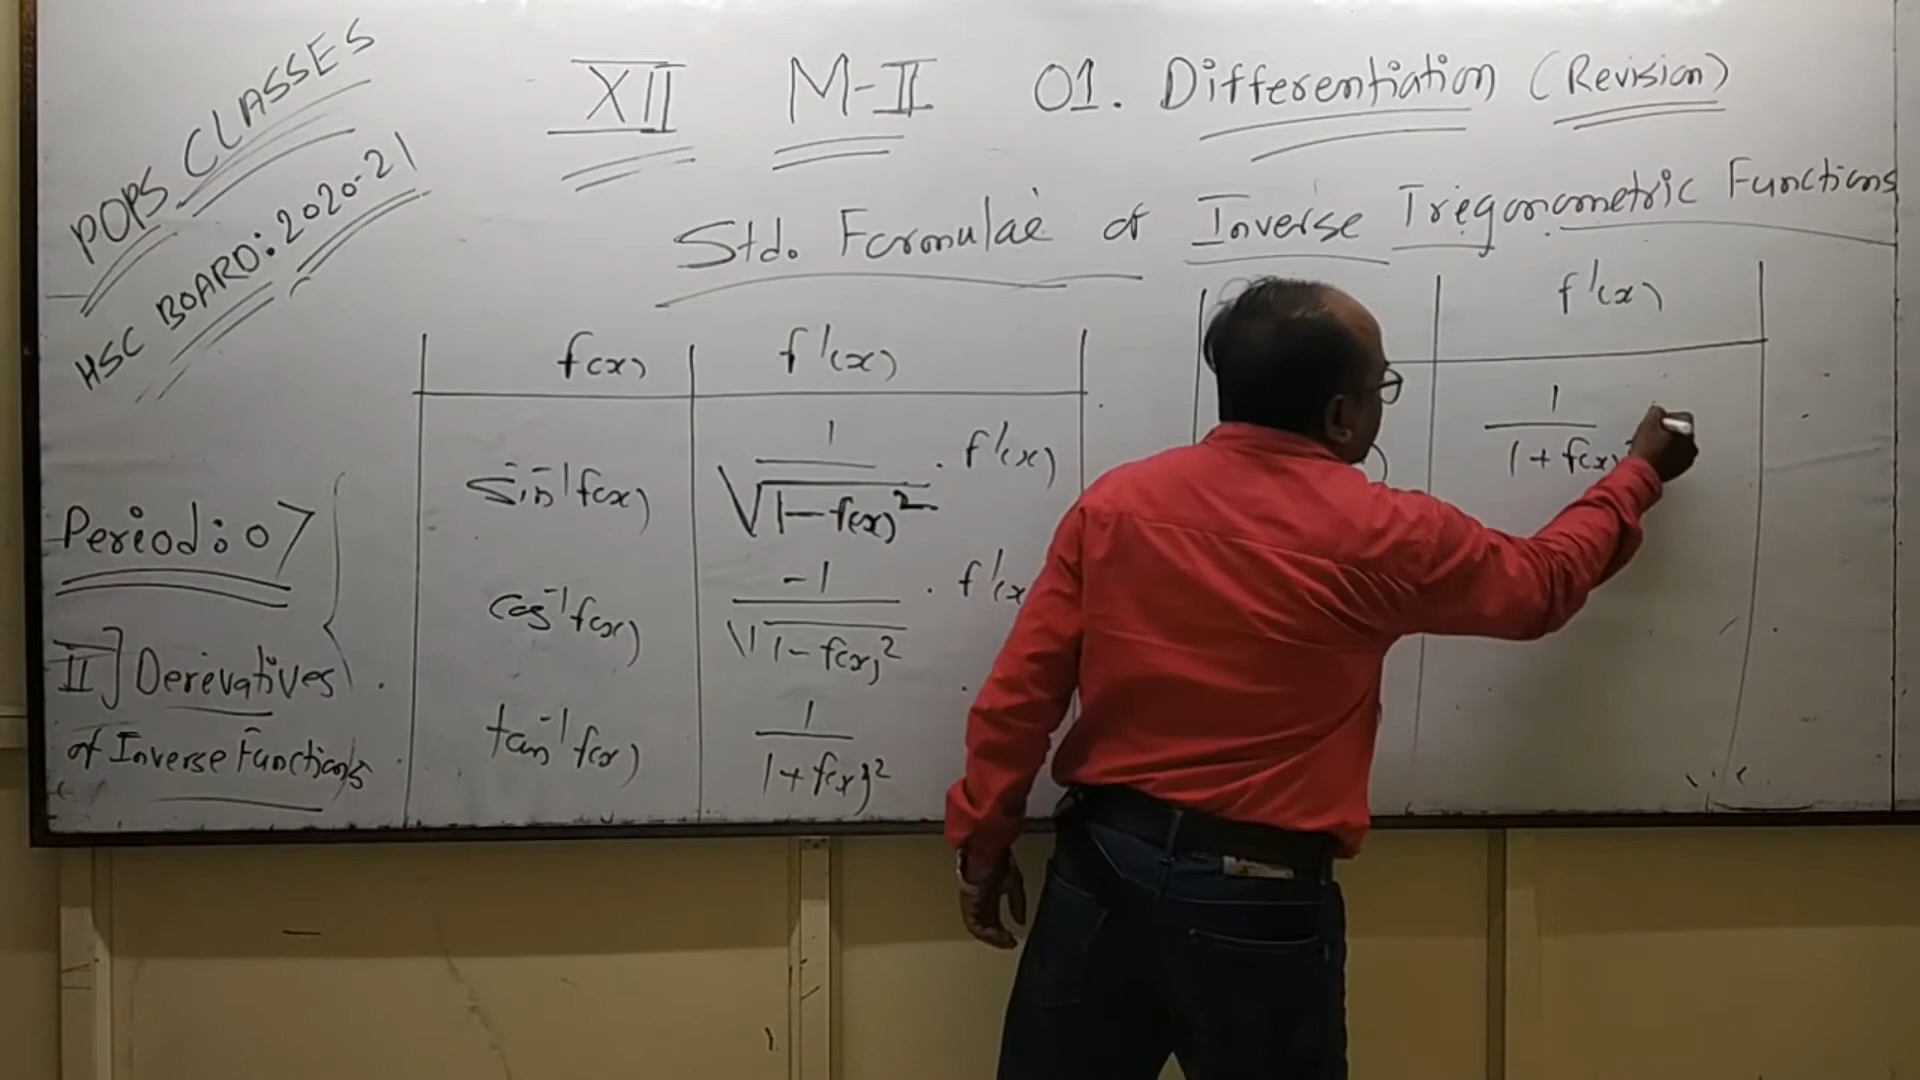 POPS CLASSES
HSC BOARD: 2020-21
XII M-II 01. Differentiation (Revision)
Std. Formulae of Inverse Trigonometric Functions
Period: 07
II] Derevatives
of Inverse Functions
f(x) f'(x)
sin⁻¹f(x) 1/√(1-f(x)²) . f'(x)
cos⁻¹f(x) -1/√(1-f(x)²) . f'(x
tan⁻¹f(x) 1/(1+f(x)²)
f'(x)
1/(1+f(x)²